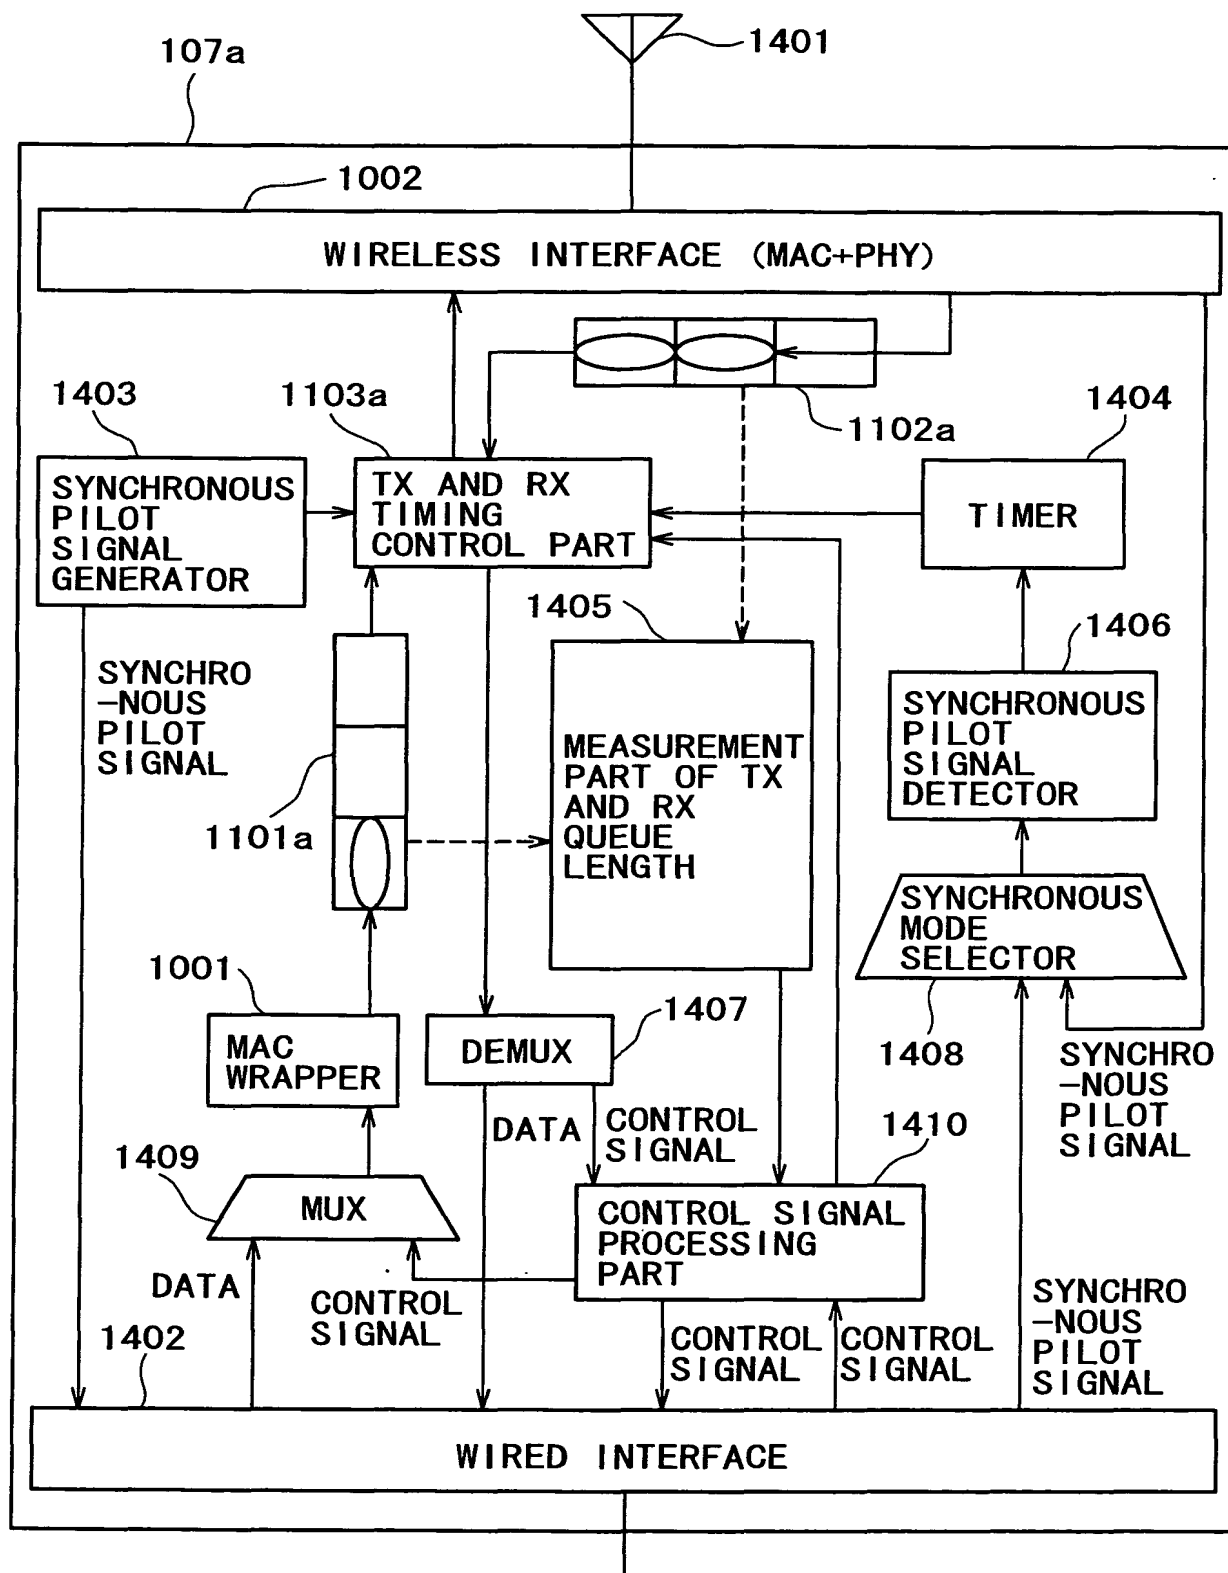 1401
107a
1002
WIRELESS INTERFACE (MAC+PHY)
1403
1103a
1102a
1404
SYNCHRONOUS
PILOT
SIGNAL
GENERATOR
TX AND RX
TIMING
CONTROL PART
TIMER
1405
1406
SYNCHRO
-NOUS
PILOT
SIGNAL
1101a
MEASUREMENT
PART OF TX
AND RX
QUEUE
LENGTH
SYNCHRONOUS
PILOT
SIGNAL
DETECTOR
SYNCHRONOUS
MODE
SELECTOR
1001
1407
1408
MAC
WRAPPER
DEMUX
SYNCHRO
-NOUS
PILOT
SIGNAL
DATA
CONTROL
SIGNAL
1410
1409
MUX
CONTROL SIGNAL
PROCESSING
PART
DATA
CONTROL
SIGNAL
SYNCHRO
-NOUS
PILOT
SIGNAL
1402
CONTROL
SIGNAL
CONTROL
SIGNAL
WIRED INTERFACE